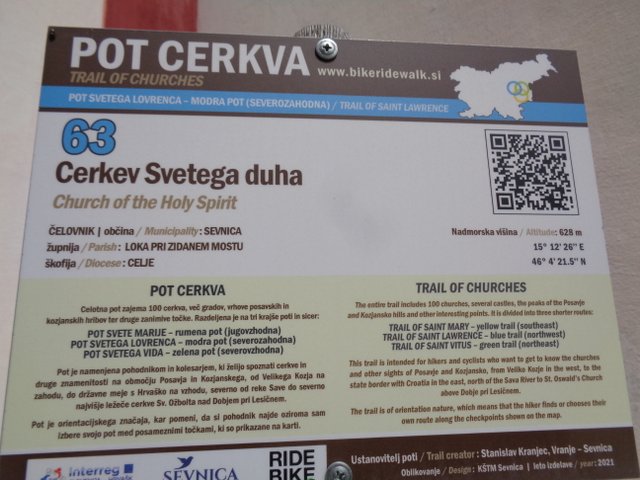 POT CERKVA www.bikeridewalk.si
TRAIL OF CHURCHES
POT SVETEGA LOVRENCA – MODRA POT (SEVEROZAHODNA) / TRAIL OF SAINT LAWRENCE
63
Cerkev Svetega duha
Church of the Holy Spirit
ČELOVNIK | občina / Municipality: SEVNICA
župnija / Parish: LOKA PRI ZIDANEM MOSTU
škofija / Diocese: CELJE
Nadmorska višina / Altitude: 628 m
15° 12' 26'' E
46° 4' 21.5'' N
POT CERKVA
Celotna pot zajema 100 cerkva, več gradov, vrhove posavskih in
kozjanskih hribov ter druge zanimive točke. Razdeljena je na tri krajše poti in sicer:
POT SVETE MARIJE – rumena pot (jugovzhodna)
POT SVETEGA LOVRENCA – modra pot (severozahodna)
POT SVETEGA VIDA – zelena pot (severovzhodna)
Pot je namenjena pohodnikom in kolesarjem, ki želijo spoznati cerkve in
druge znamenitosti na območju Posavja in Kozjanskega, od Velikega Kozja na
zahodu, do državne meje s Hrvaško na vzhodu, severno od reke Save do severno
najvišje ležeče cerkve Sv. Ožbolta nad Dobjem pri Lesičnem.
Pot je orientacijskega značaja, kar pomeni, da si pohodnik najde oziroma sam
izbere svojo pot med posameznimi točkami, ki so prikazane na karti.
TRAIL OF CHURCHES
The entire trail includes 100 churches, several castles, the peaks of the Posavje
and Kozjansko hills and other interesting points. It is divided into three shorter routes:
TRAIL OF SAINT MARY – yellow trail (southeast)
TRAIL OF SAINT LAWRENCE – blue trail (northwest)
TRAIL OF SAINT VITUS – green trail (northeast)
This trail is intended for hikers and cyclists who want to get to know the churches
and other sights of Posavje and Kozjansko, from Veliko Kozje in the west, to the
state border with Croatia in the east, north of the Sava River to St. Oswald's Church
above Dobje pri Lesičnem.
The trail is of orientation nature, which means that the hiker finds or chooses their
own route along the checkpoints shown on the map.
Interreg
SEVNICA
RIDE
BIKE
Ustanovitelj poti / Trail creator: Stanislav Kranjec, Vranje – Sevnica
Oblikovanje / Design: KŠTM Sevnica | leto izdelave / year: 2021